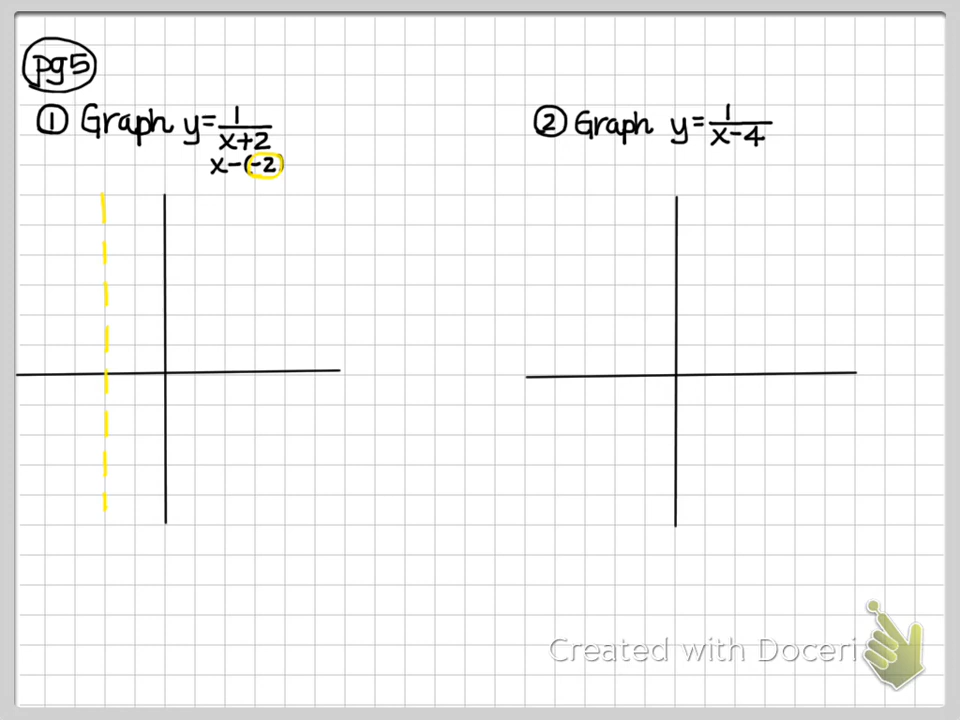 pg5
① Graph y=1/(x+2)
x-(-2)
② Graph y=1/(x-4)
Created with Doceri